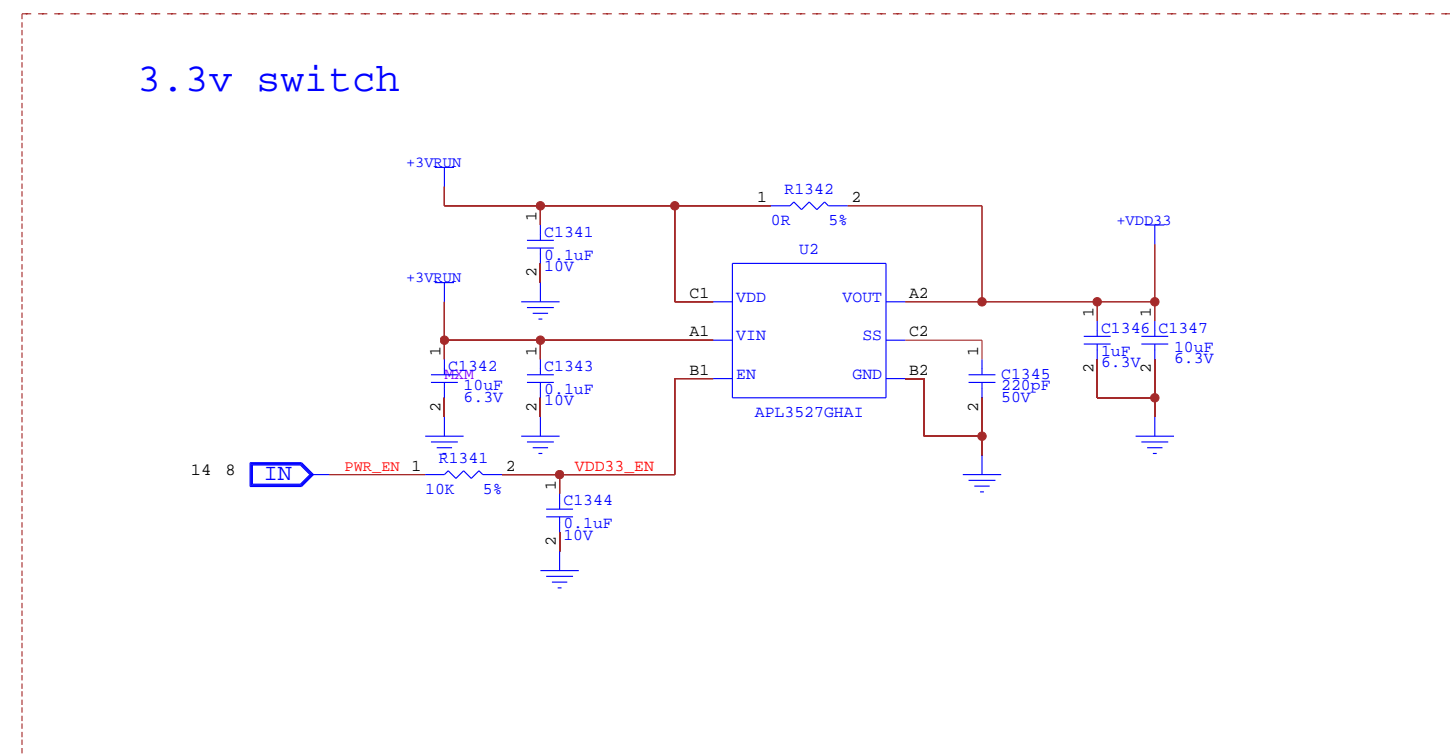 3.3v switch
+3VRUN
1 R1342 2
0R 5%
+VDD33
1
C1341
0.1uF
2 10V
U2
+3VRUN
C1 VDD VOUT A2
A1 VIN SS C2
B1 EN GND B2
APL3527GHAI
1
C1342
MXM
10uF
6.3V
2
1
C1343
0.1uF
10V
2
1
C1345
220pF
50V
2
1
C1346
1uF
6.3V
2
1
C1347
10uF
6.3V
14 8 IN PWR_EN 1 R1341 2 VDD33_EN
10K 5%
1
C1344
0.1uF
2 10V